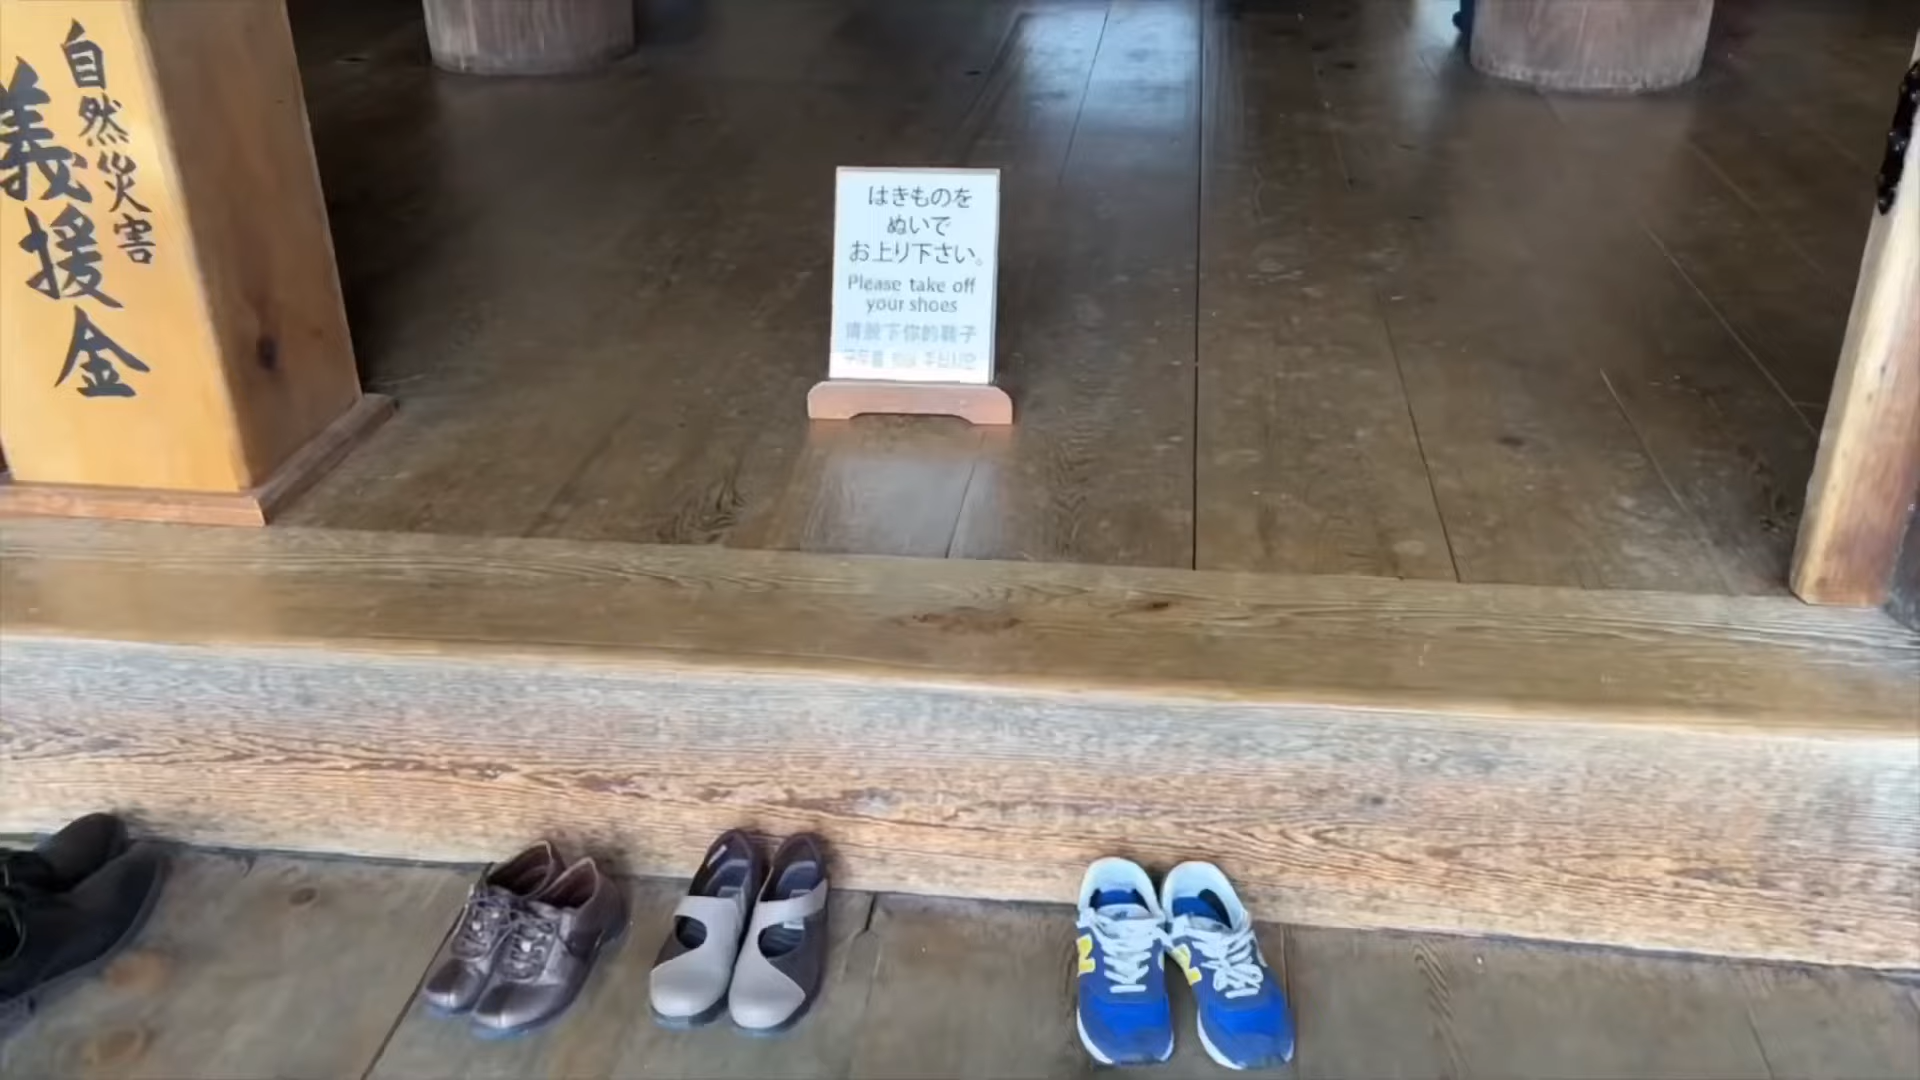 自然災害
義援金
はきものを
ぬいで
お上り下さい。
Please take off
your shoes
请脱下你的鞋子
N
N